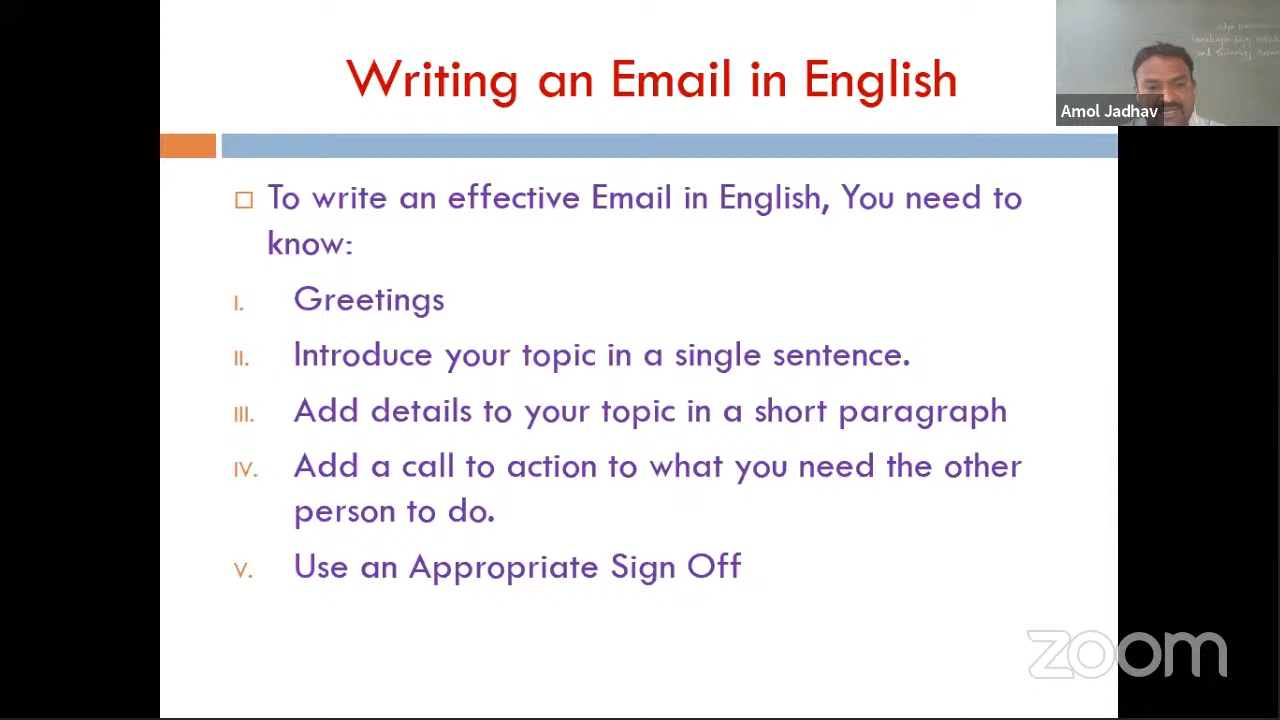 Writing an Email in English
Amol Jadhav
To write an effective Email in English, You need to
know:
I. Greetings
II. Introduce your topic in a single sentence.
III. Add details to your topic in a short paragraph
IV. Add a call to action to what you need the other
person to do.
V. Use an Appropriate Sign Off
zoom